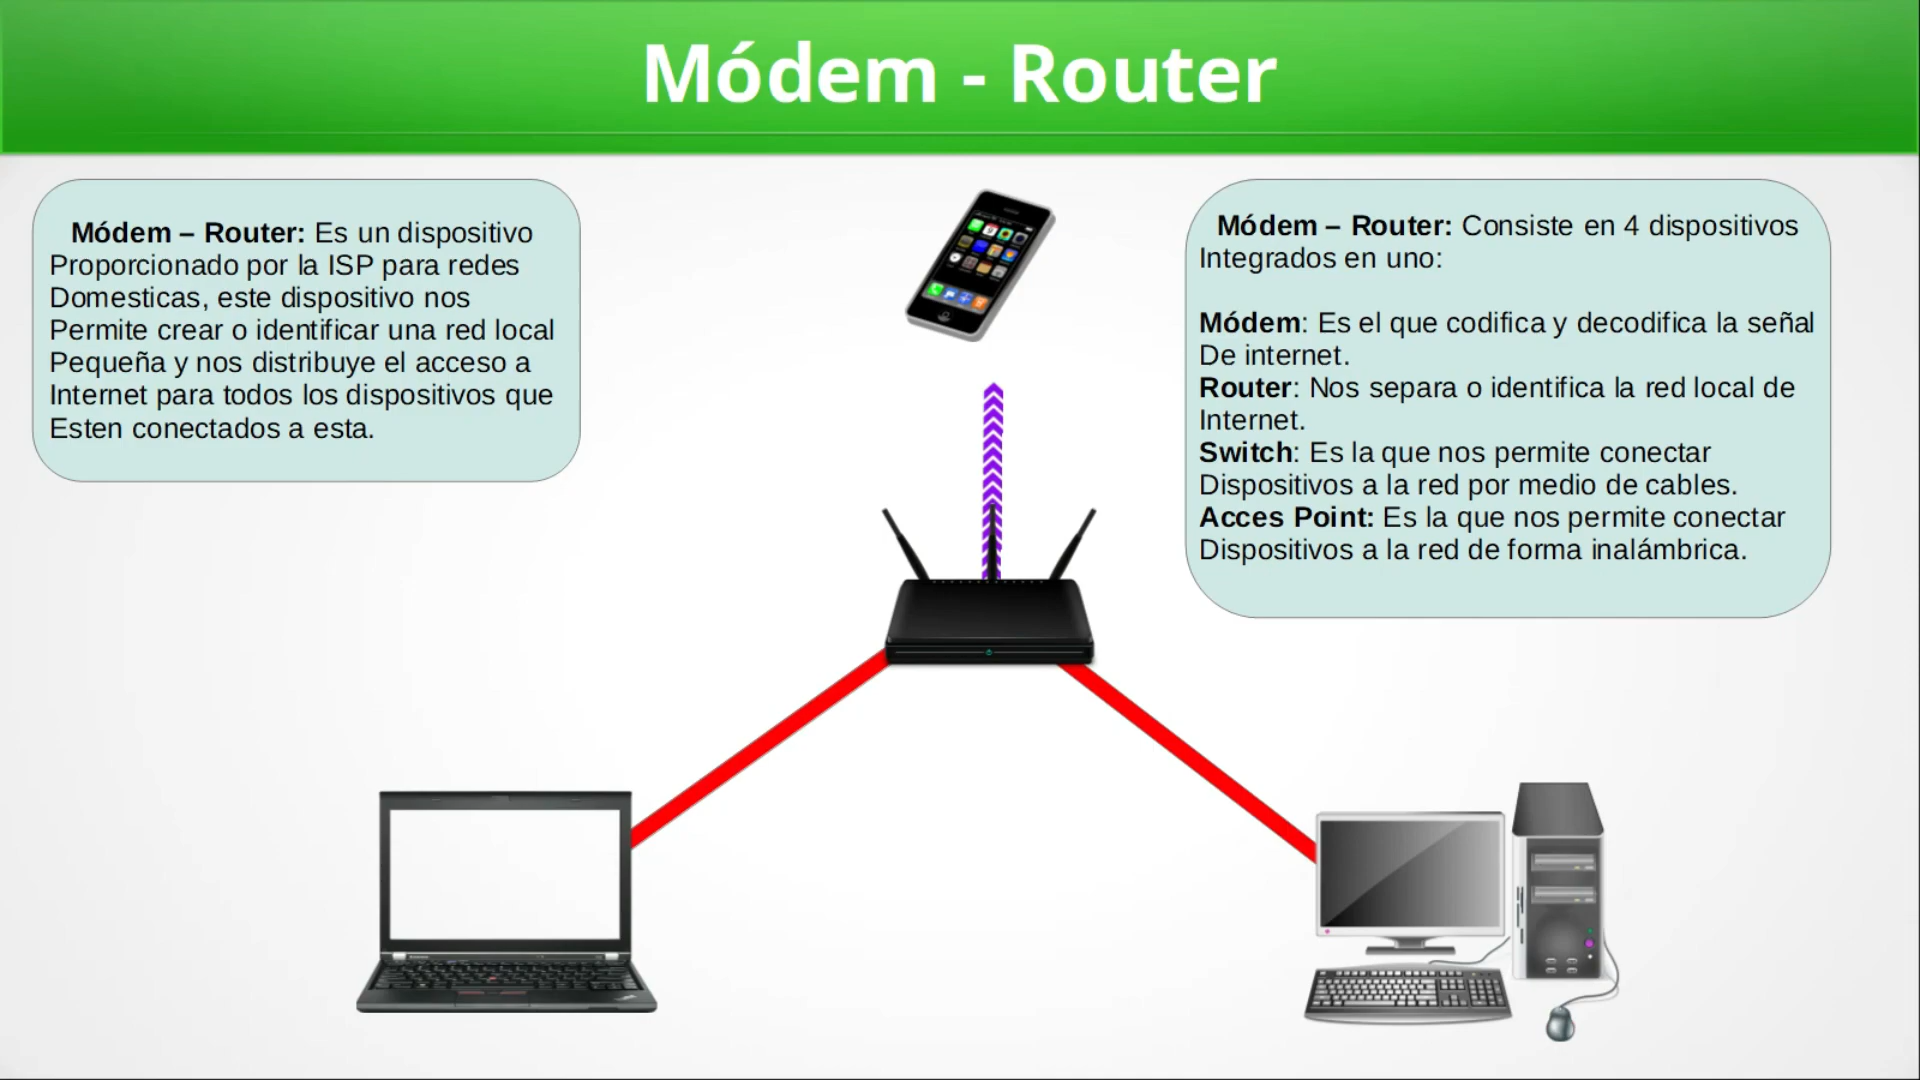 Módem - Router
Módem – Router: Es un dispositivo
Proporcionado por la ISP para redes
Domesticas, este dispositivo nos
Permite crear o identificar una red local
Pequeña y nos distribuye el acceso a
Internet para todos los dispositivos que
Esten conectados a esta.
Módem – Router: Consiste en 4 dispositivos
Integrados en uno:
Módem: Es el que codifica y decodifica la señal
De internet.
Router: Nos separa o identifica la red local de
Internet.
Switch: Es la que nos permite conectar
Dispositivos a la red por medio de cables.
Acces Point: Es la que nos permite conectar
Dispositivos a la red de forma inalámbrica.